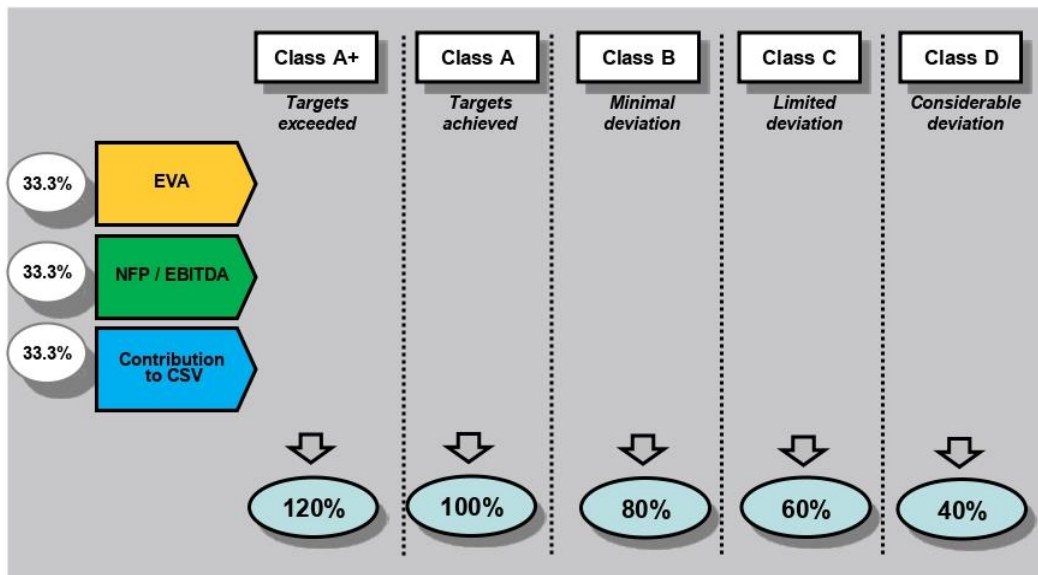 Class A+
Class A
Class B
Class C
Class D
Targets
exceeded
Targets
achieved
Minimal
deviation
Limited
deviation
Considerable
deviation
33.3%
EVA
33.3%
NFP / EBITDA
33.3%
Contribution
to CSV
120%
100%
80%
60%
40%